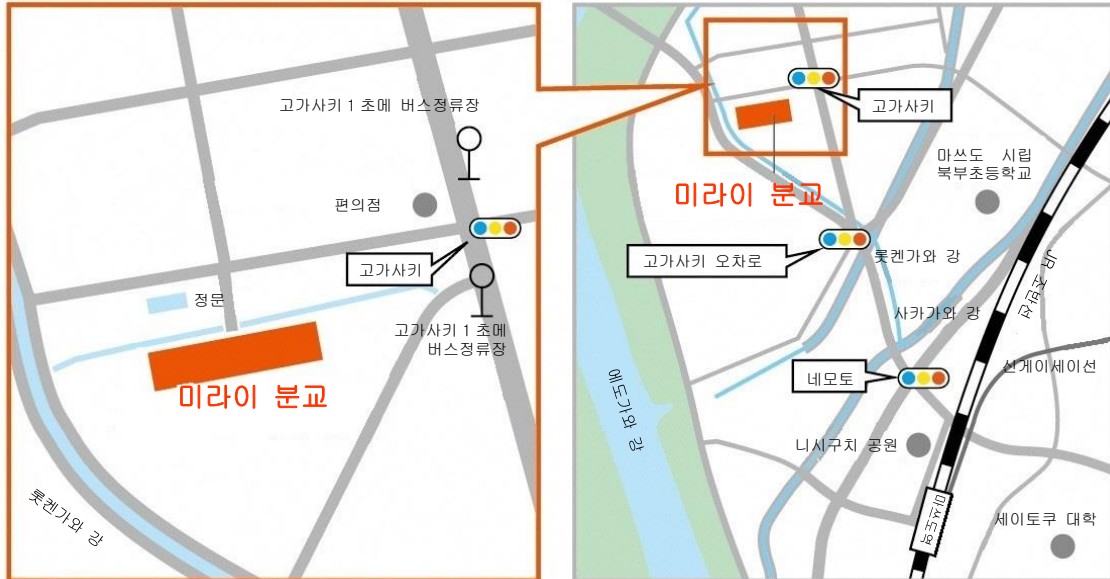 고가사키 1 초메 버스정류장
편의점
고가사키
정문
고가사키 1 초메
버스정류장
미라이 분교
롯켄가와 강
고가사키
마쓰도 시립
북부초등학교
미라이 분교
고가사키 오차로
롯켄가와 강
JR 조반선
사카가와 강
신게이세이선
네모토
에도가와 강
니시구치 공원
마쓰도역
세이토쿠 대학